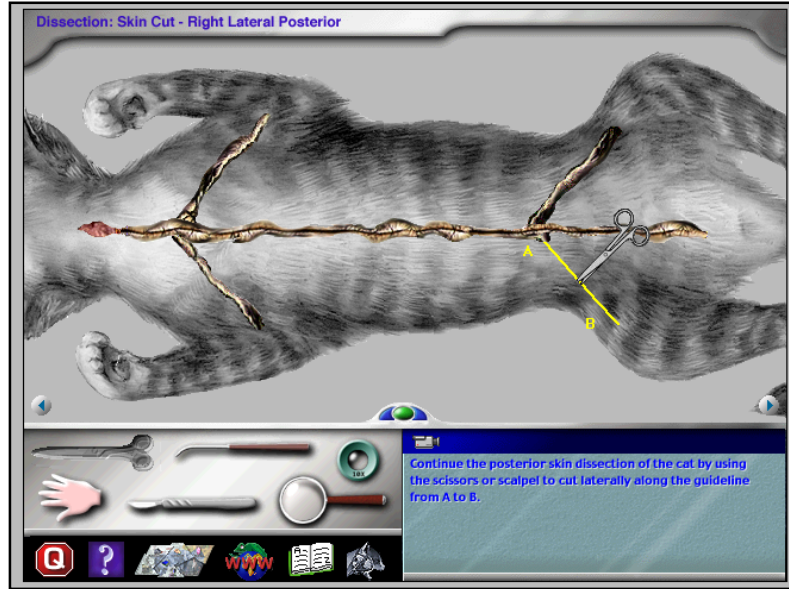 Dissection: Skin Cut - Right Lateral Posterior
A
B
10X
Continue the posterior skin dissection of the cat by using
the scissors or scalpel to cut laterally along the guideline
from A to B.
Q
?
WWW